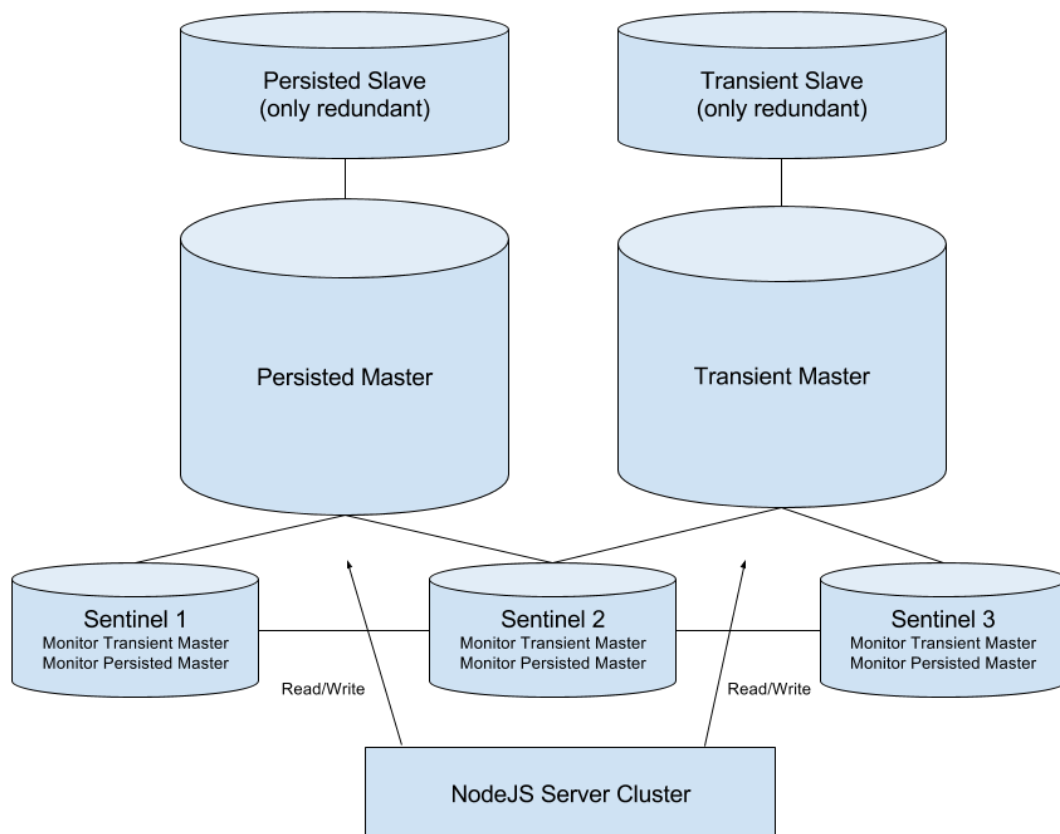 Persisted Slave
(only redundant)
Transient Slave
(only redundant)
Persisted Master
Transient Master
Sentinel 1
Monitor Transient Master
Monitor Persisted Master
Sentinel 2
Monitor Transient Master
Monitor Persisted Master
Sentinel 3
Monitor Transient Master
Monitor Persisted Master
Read/Write
Read/Write
NodeJS Server Cluster